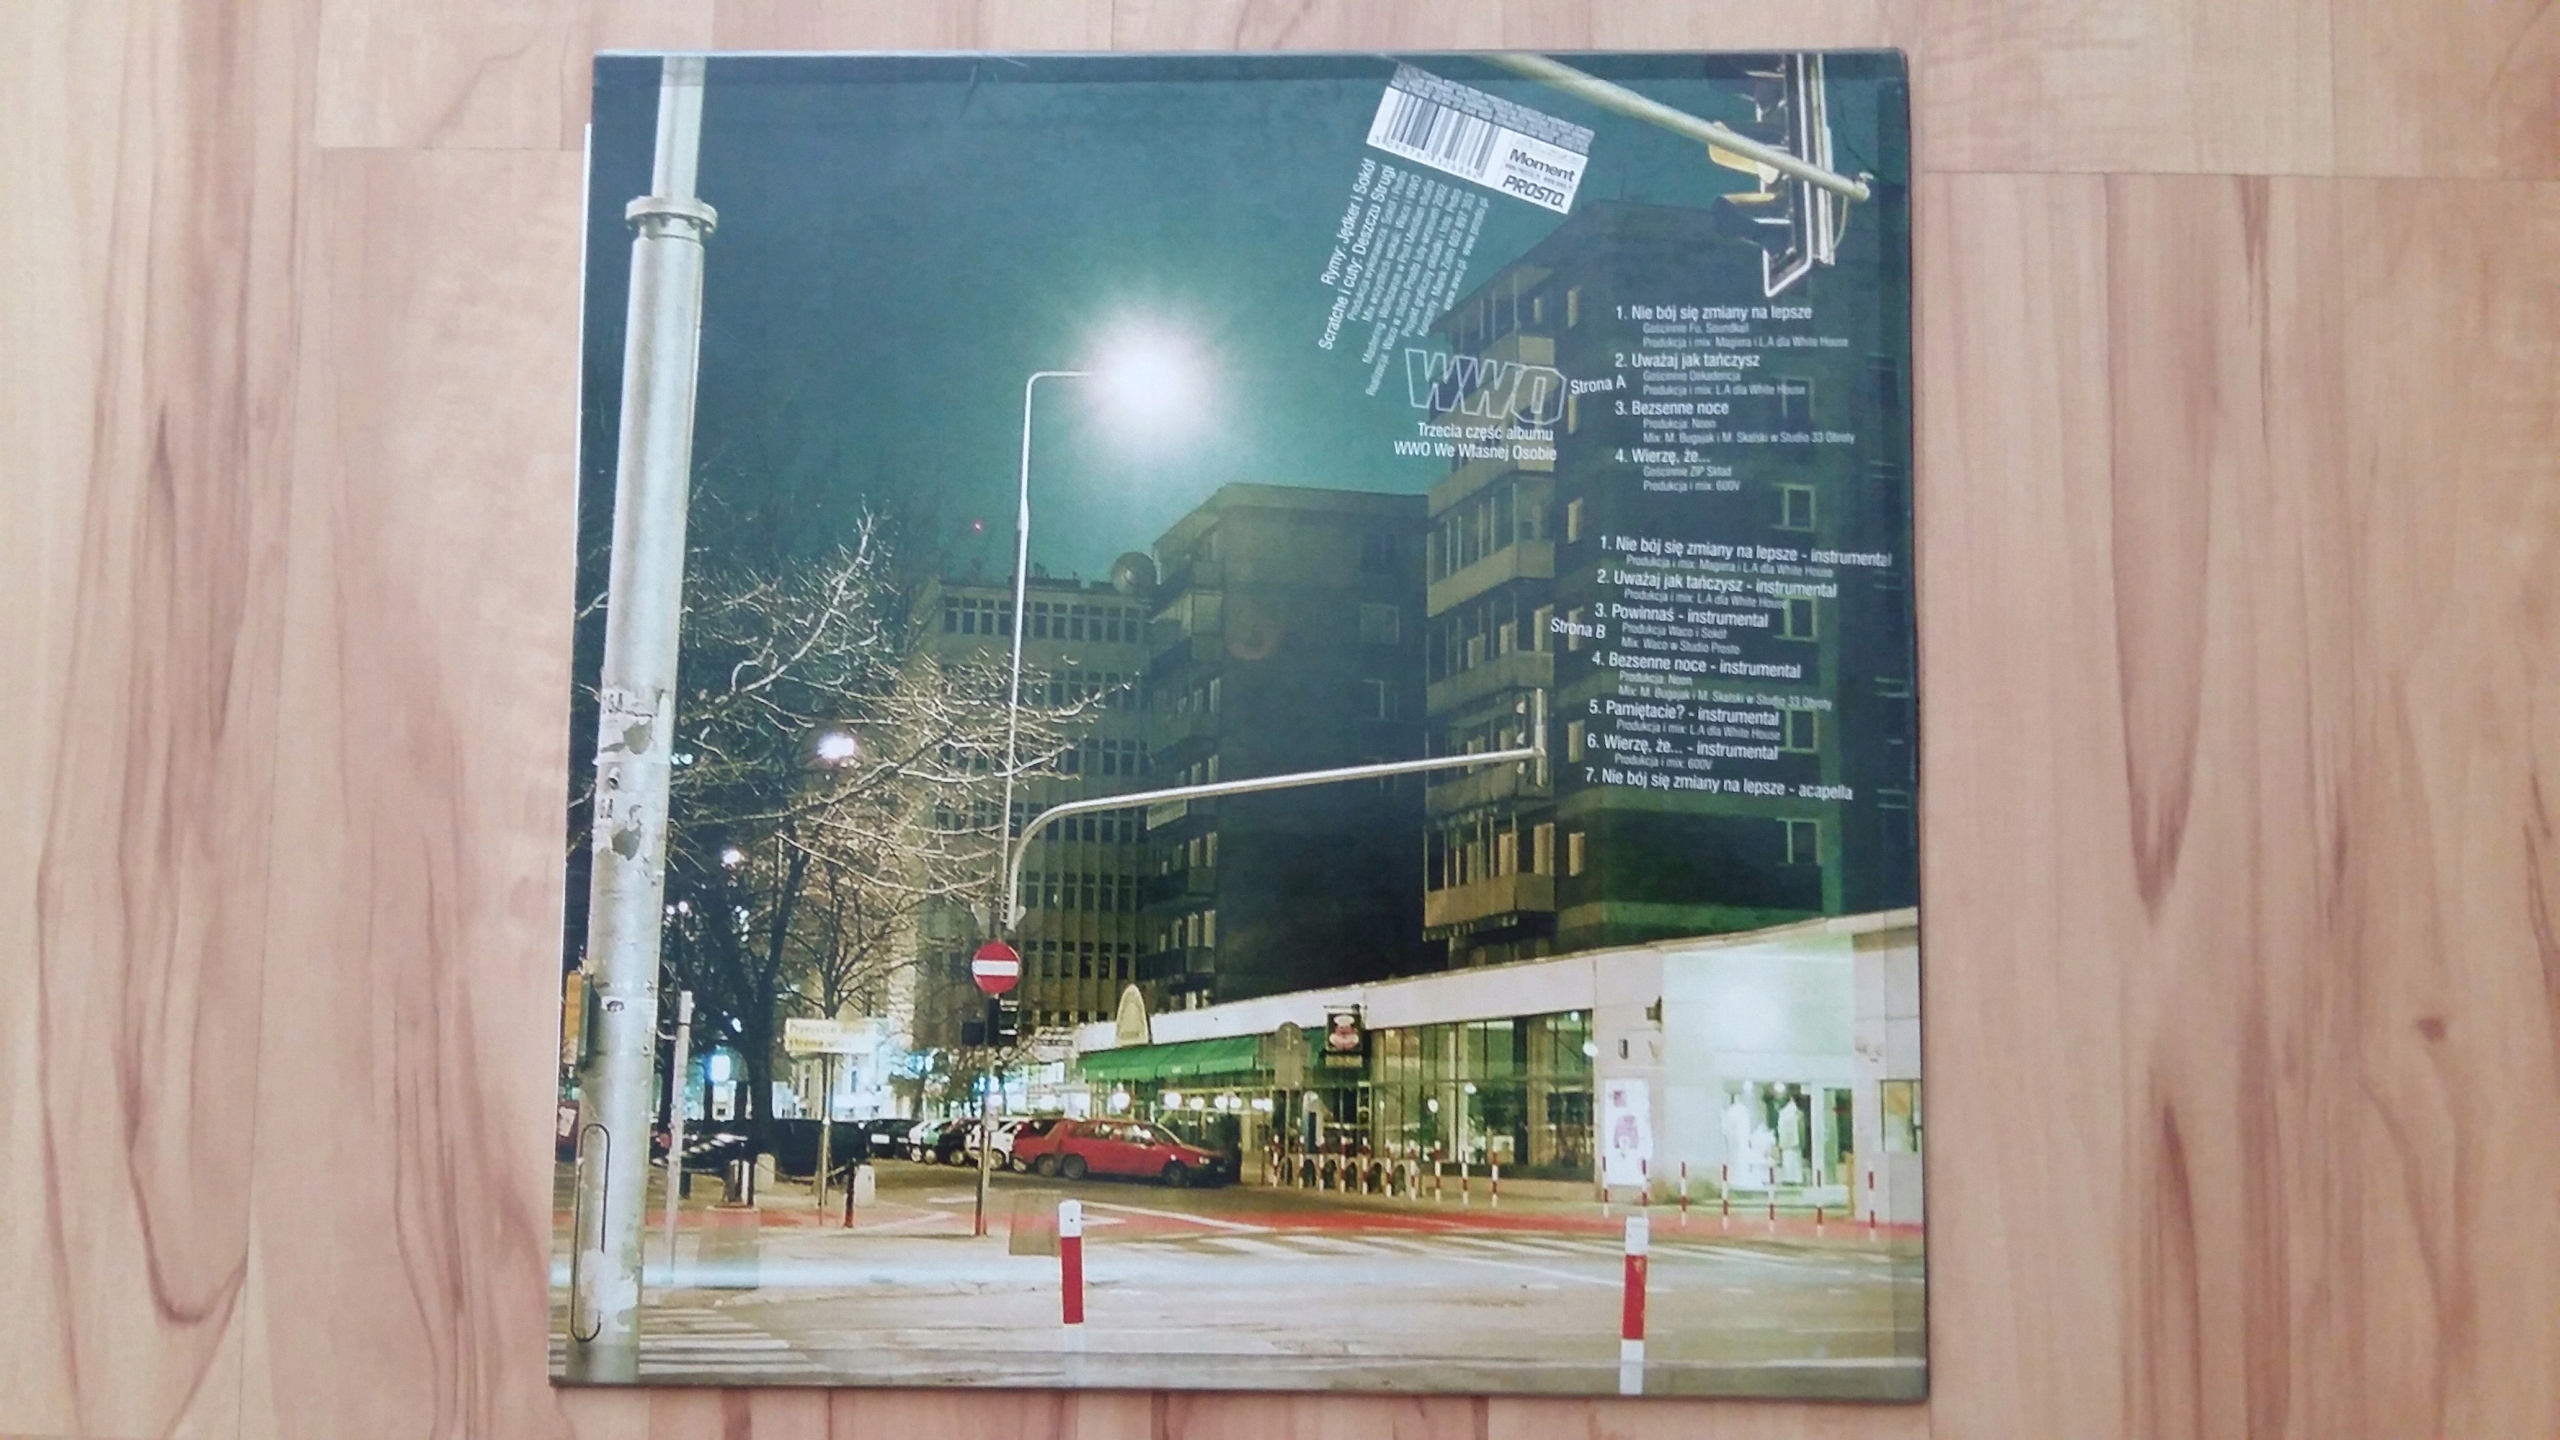 Moment
PROSTO.
Rymy: Jędker i Sokół
Scratche i cuty: Deszczu Strugi
www.wwo.pl www.prosto.pl
WWO
Trzecia część albumu
WWO We Własnej Osobie
Strona A
1. Nie bój się zmiany na lepsze
Gościnnie Fu, Soundkail
Produkcja i mix: Magiera i L.A dla White House
2. Uważaj jak tańczysz
Gościnnie Dekadencja
Produkcja i mix: L.A dla White House
3. Bezsenne noce
Produkcja: Noon
Mix: M. Bugajak i M. Skalski w Studio 33 Obroty
4. Wierzę, że...
Gościnnie ZIP Skład
Produkcja i mix: 600V
Strona B
1. Nie bój się zmiany na lepsze - instrumental
Produkcja i mix: Magiera i L.A dla White House
2. Uważaj jak tańczysz - instrumental
Produkcja i mix: L.A dla White House
3. Powinnaś - instrumental
Produkcja Waco i Sokół
Mix: Waco w Studio Prosto
4. Bezsenne noce - instrumental
Produkcja: Noon
Mix: M. Bugajak i M. Skalski w Studio 33 Obroty
5. Pamiętacie? - instrumental
Produkcja i mix: L.A dla White House
6. Wierzę, że... - instrumental
Produkcja i mix: 600V
7. Nie bój się zmiany na lepsze - acapella